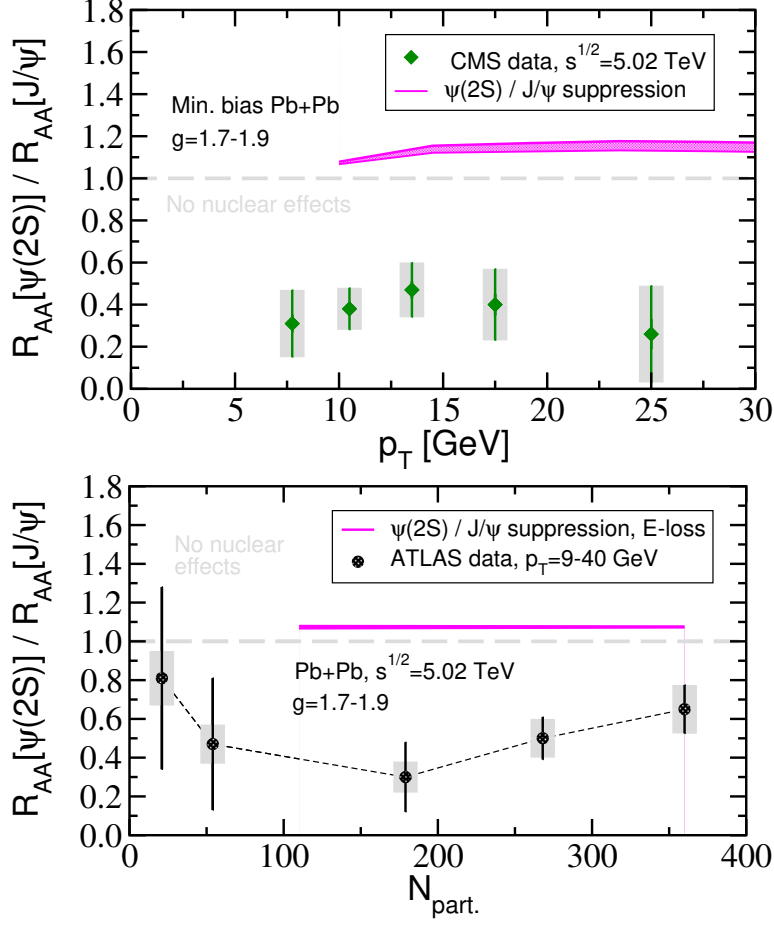 1.8
1.6
1.4
1.2
1.0
0.8
0.6
0.4
0.2
0.0
R_AA[ψ(2S)] / R_AA[J/ψ]
CMS data, s^1/2=5.02 TeV
ψ(2S) / J/ψ suppression
Min. bias Pb+Pb
g=1.7-1.9
No nuclear effects
0 5 10 15 20 25 30
p_T [GeV]
1.8
1.6
1.4
1.2
1.0
0.8
0.6
0.4
0.2
0.0
R_AA[ψ(2S)] / R_AA[J/ψ]
ψ(2S) / J/ψ suppression, E-loss
ATLAS data, p_T=9-40 GeV
No nuclear
effects
Pb+Pb, s^1/2=5.02 TeV
g=1.7-1.9
0 100 200 300 400
N_part.